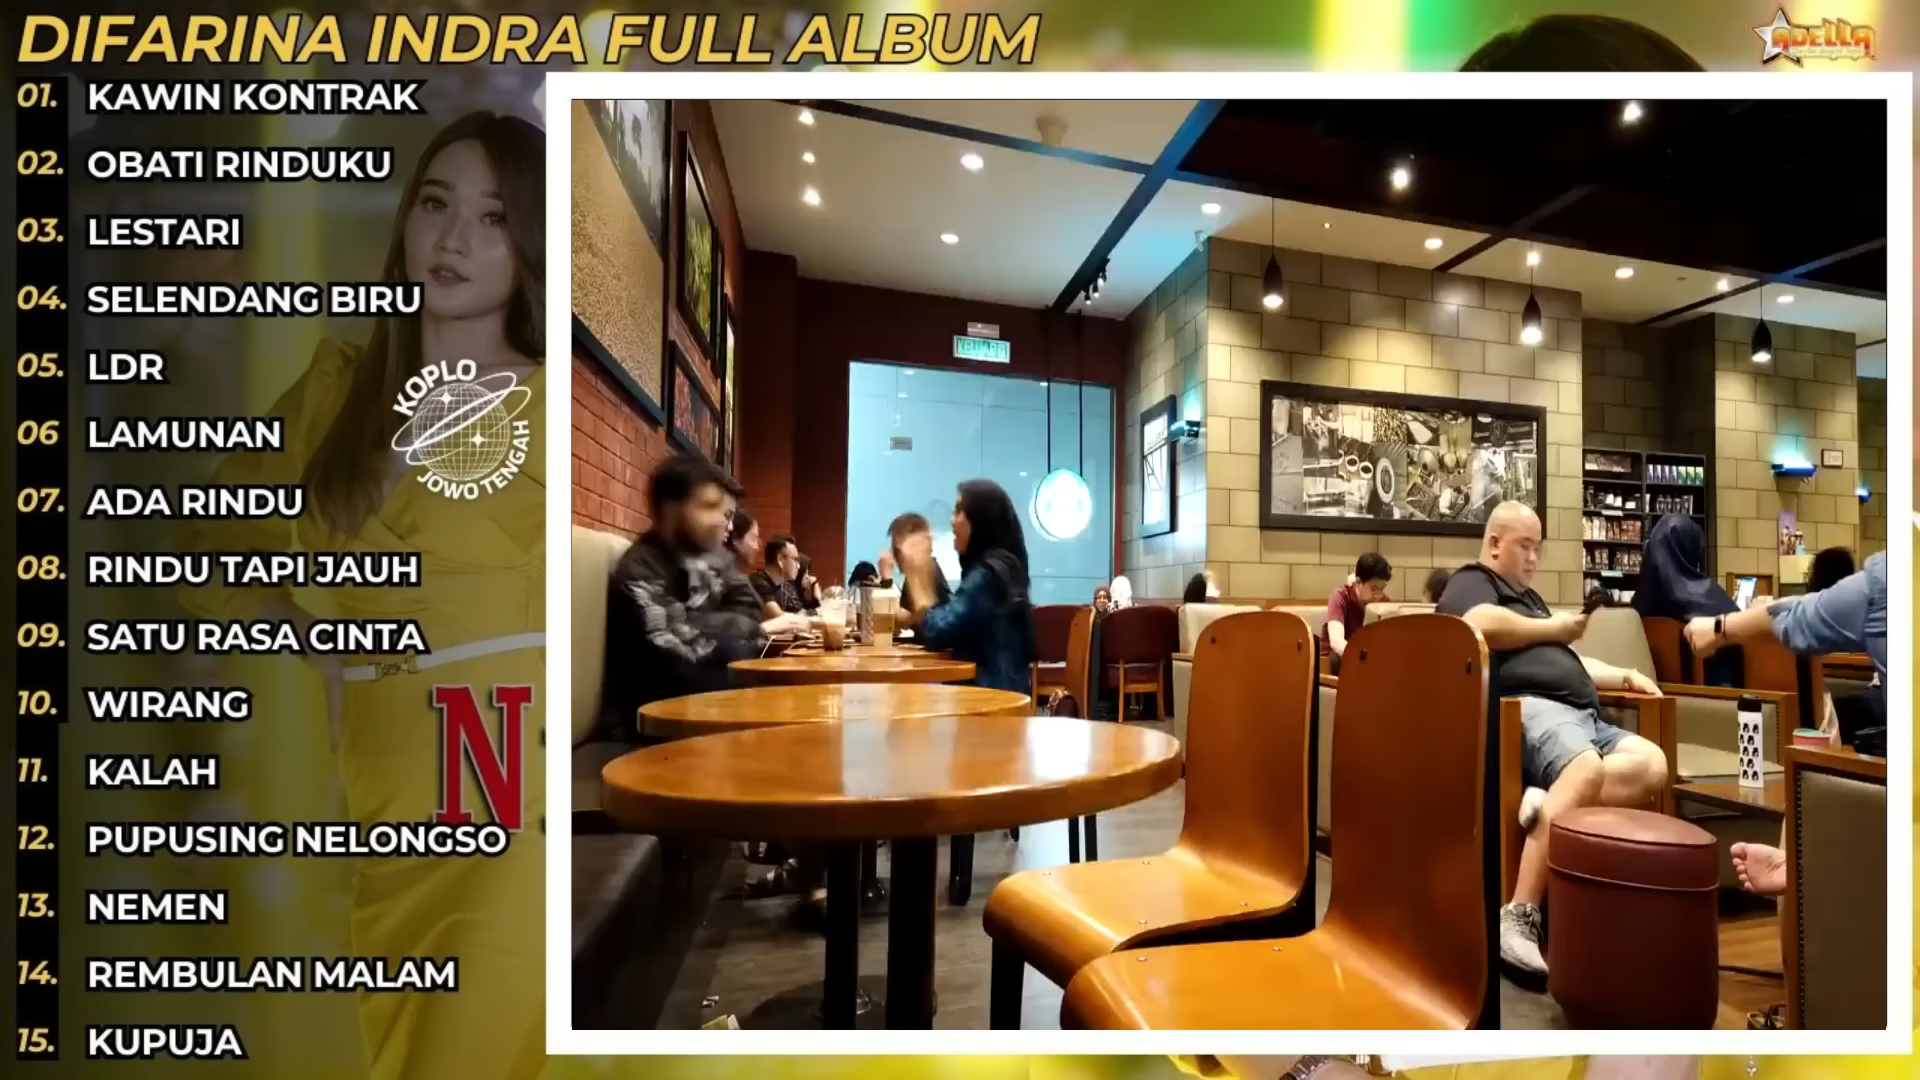 DIFARINA INDRA FULL ALBUM
ADELLA
01. KAWIN KONTRAK
02. OBATI RINDUKU
03. LESTARI
04. SELENDANG BIRU
05. LDR
06 LAMUNAN
07. ADA RINDU
08. RINDU TAPI JAUH
09. SATU RASA CINTA
10. WIRANG
11. KALAH
12. PUPUSING NELONGSO
13. NEMEN
14. REMBULAN MALAM
15. KUPUJA
KOPLO
JOWO TENGAH
N
KELUAR